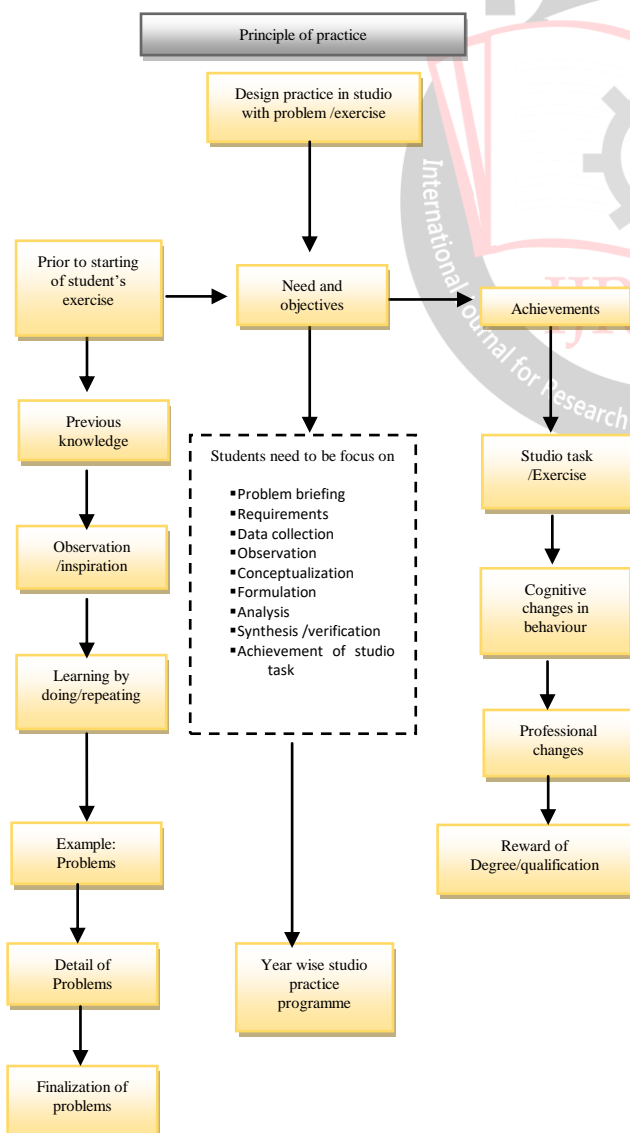 Principle of practice
Design practice in studio
with problem /exercise
Prior to starting
of student's
exercise
Need and
objectives
Achievements
Previous
knowledge
Observation
/inspiration
Learning by
doing/repeating
Example:
Problems
Detail of
Problems
Finalization of
problems
Students need to be focus on
▪Problem briefing
▪Requirements
▪Data collection
▪Observation
▪Conceptualization
▪Formulation
▪Analysis
▪Synthesis /verification
▪Achievement of studio
task
Year wise studio
practice
programme
Studio task
/Exercise
Cognitive
changes in
behaviour
Professional
changes
Reward of
Degree/qualification
International Journal for Research